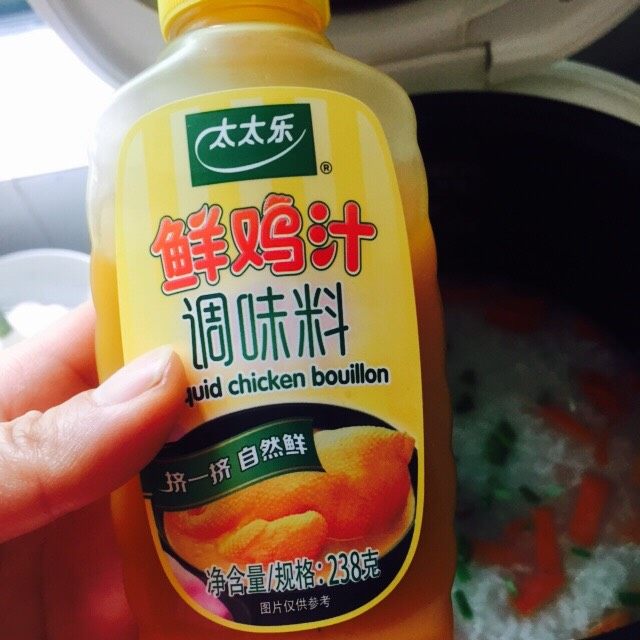 太太乐
®
鲜鸡汁
调味料
quid chicken bouillon
挤一挤 自然鲜
净含量/规格:238克
图片仅供参考